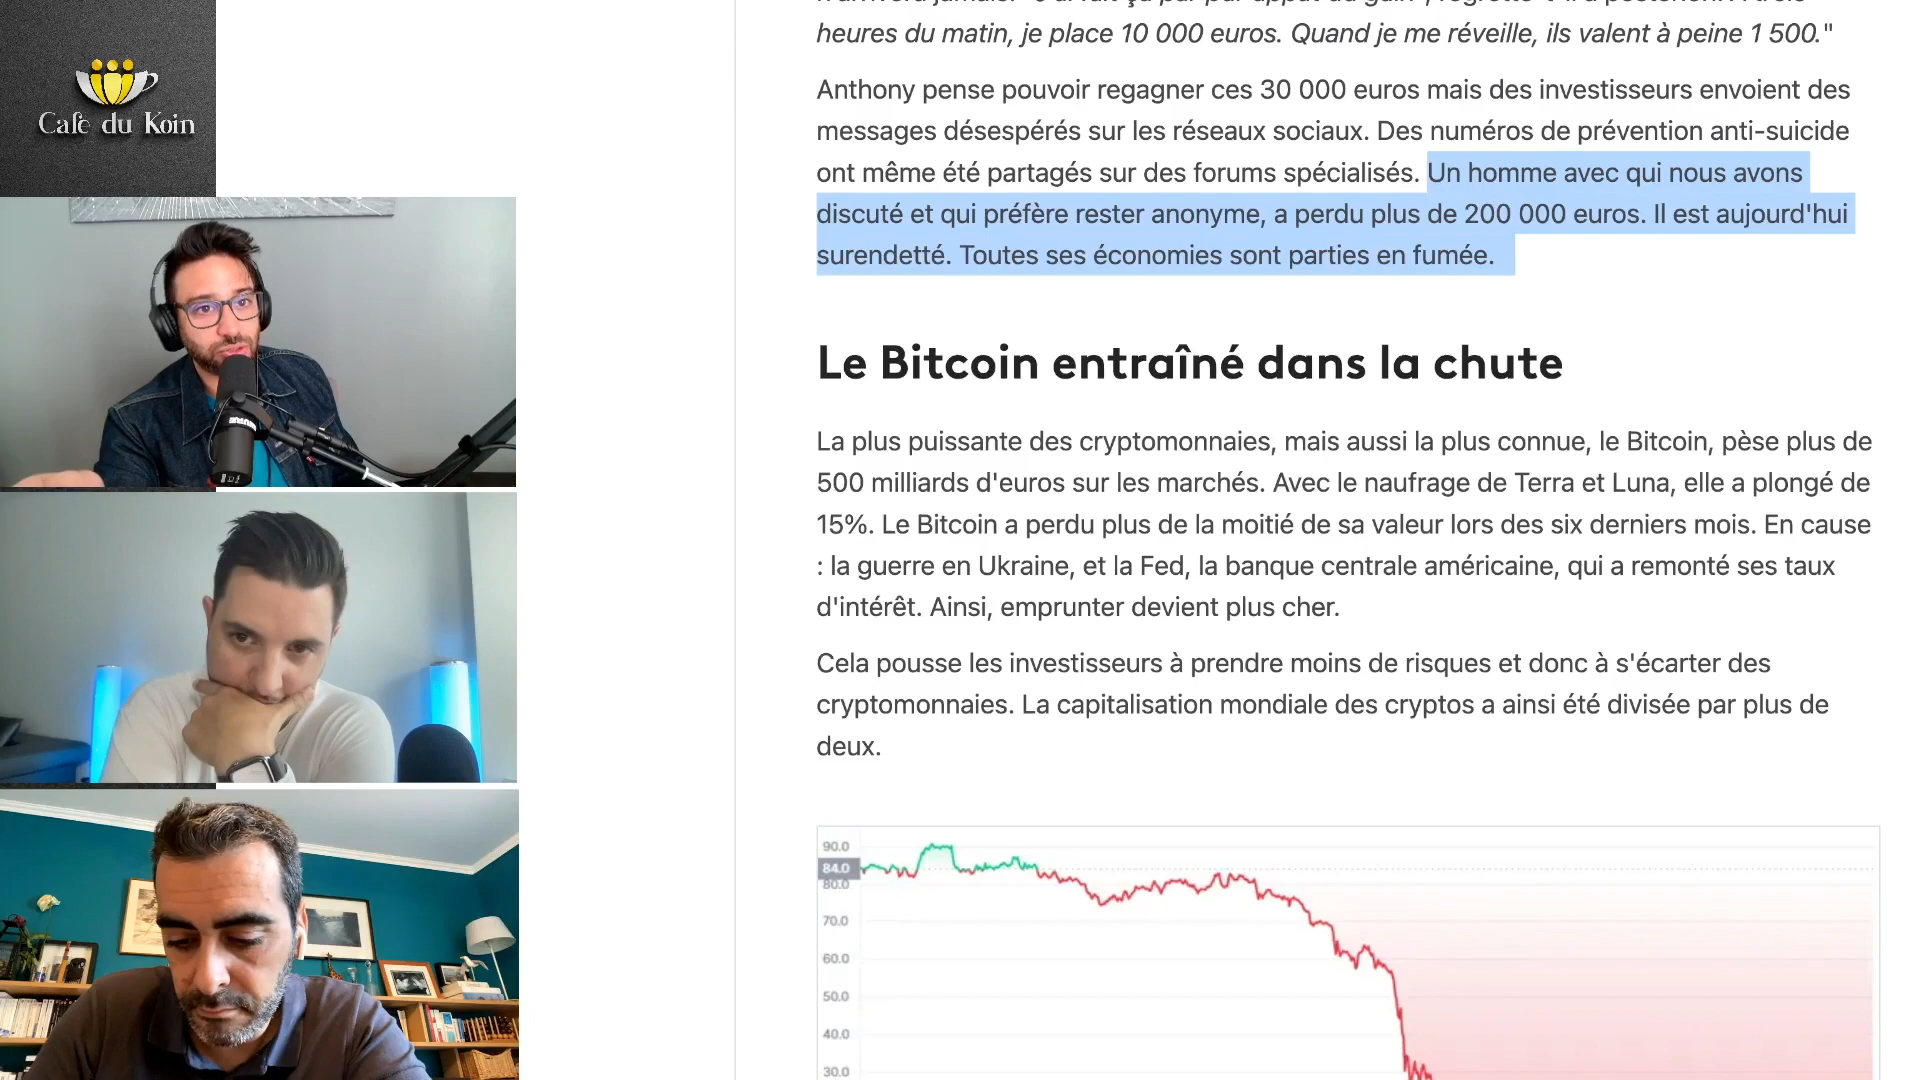 Cafe du Koin
heures du matin, je place 10 000 euros. Quand je me réveille, ils valent à peine 1 500."
Anthony pense pouvoir regagner ces 30 000 euros mais des investisseurs envoient des
messages désespérés sur les réseaux sociaux. Des numéros de prévention anti-suicide
ont même été partagés sur des forums spécialisés. Un homme avec qui nous avons
discuté et qui préfère rester anonyme, a perdu plus de 200 000 euros. Il est aujourd'hui
surendetté. Toutes ses économies sont parties en fumée.
Le Bitcoin entraîné dans la chute
La plus puissante des cryptomonnaies, mais aussi la plus connue, le Bitcoin, pèse plus de
500 milliards d'euros sur les marchés. Avec le naufrage de Terra et Luna, elle a plongé de
15%. Le Bitcoin a perdu plus de la moitié de sa valeur lors des six derniers mois. En cause
: la guerre en Ukraine, et la Fed, la banque centrale américaine, qui a remonté ses taux
d'intérêt. Ainsi, emprunter devient plus cher.
Cela pousse les investisseurs à prendre moins de risques et donc à s'écarter des
cryptomonnaies. La capitalisation mondiale des cryptos a ainsi été divisée par plus de
deux.
90.0
84.0
80.0
70.0
60.0
50.0
40.0
30.0